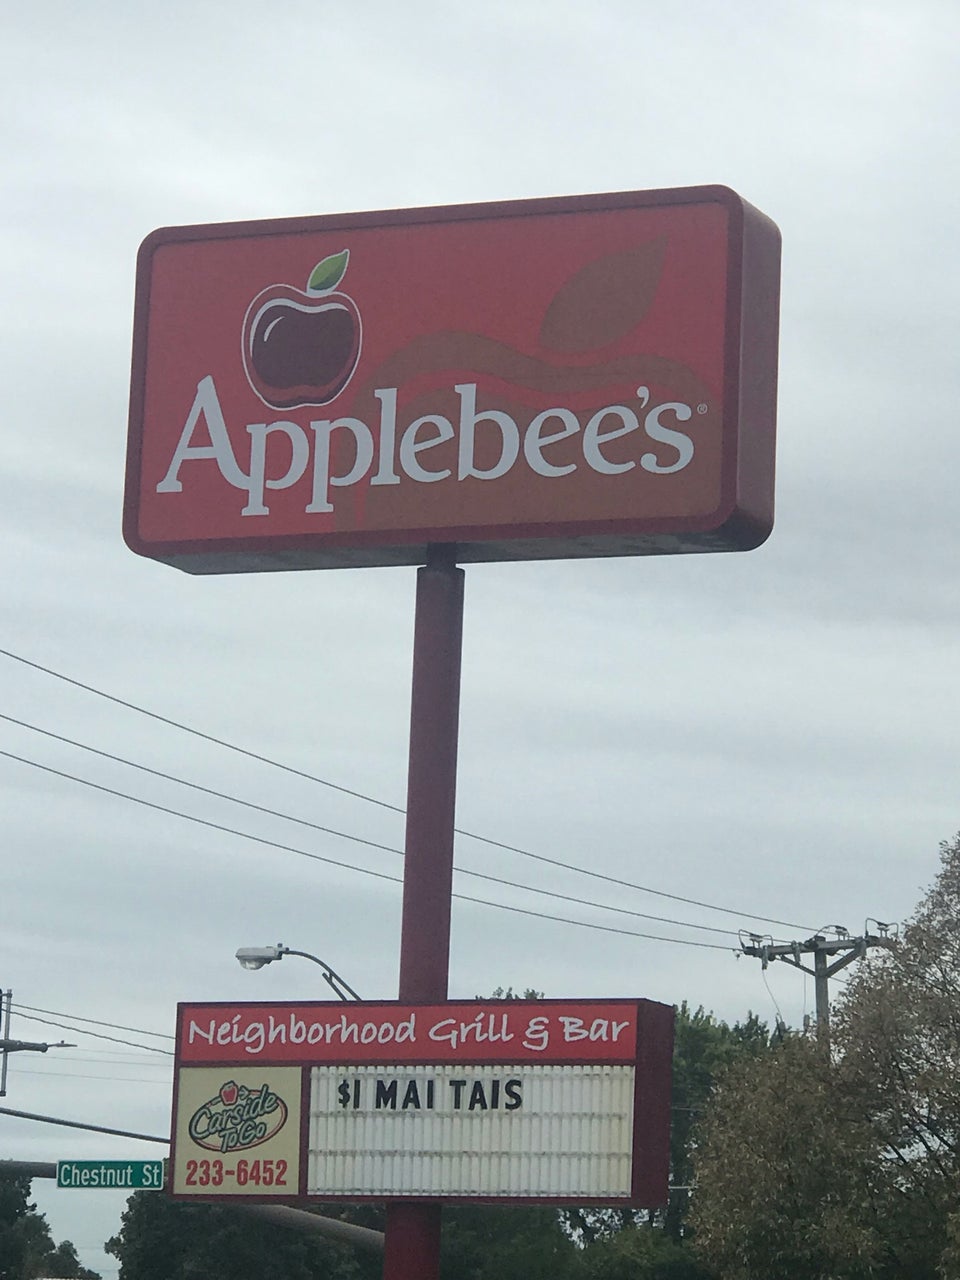 Applebee's®
Neighborhood Grill & Bar
$1 MAI TAIS
Carside
To Go
233-6452
Chestnut St